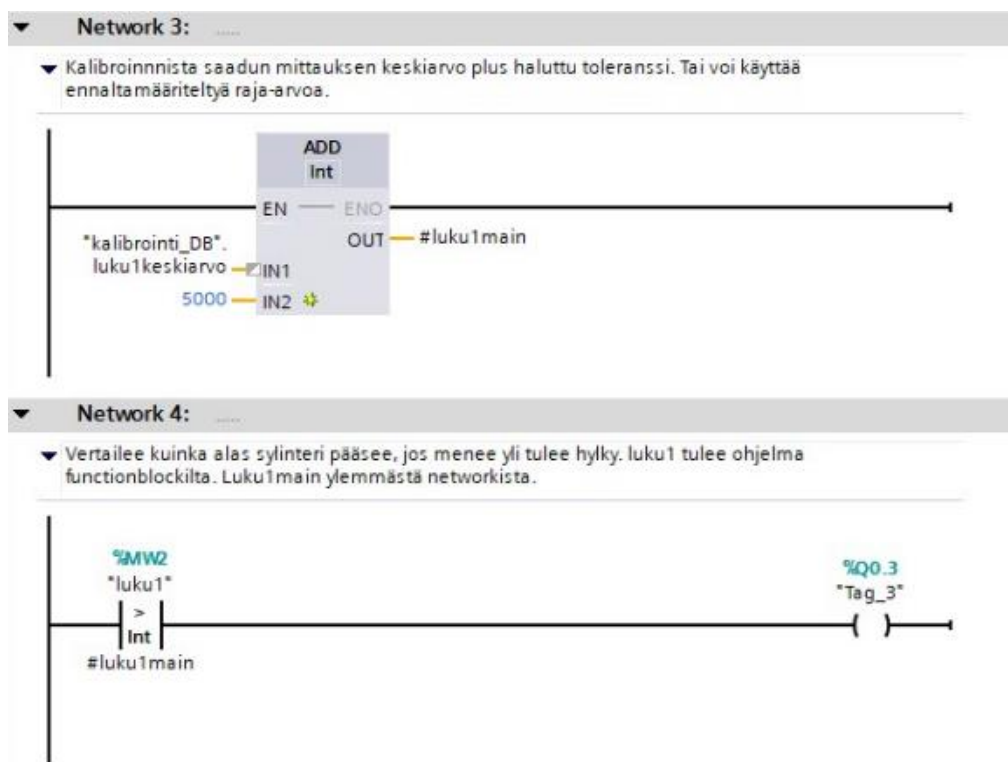 Network 3: .....
Kalibroinnnista saadun mittauksen keskiarvo plus haluttu toleranssi. Tai voi käyttää
ennaltamääriteltyä raja-arvoa.
ADD
Int
EN ENO
"kalibrointi_DB".
luku1keskiarvo IN1
OUT #luku1main
5000 IN2
Network 4: .....
Vertailee kuinka alas sylinteri pääsee, jos menee yli tulee hylky. luku1 tulee ohjelma
functionblockilta. Luku1main ylemmästä networkista.
%MW2
"luku1"
>
Int
#luku1main
%Q0.3
"Tag_3"